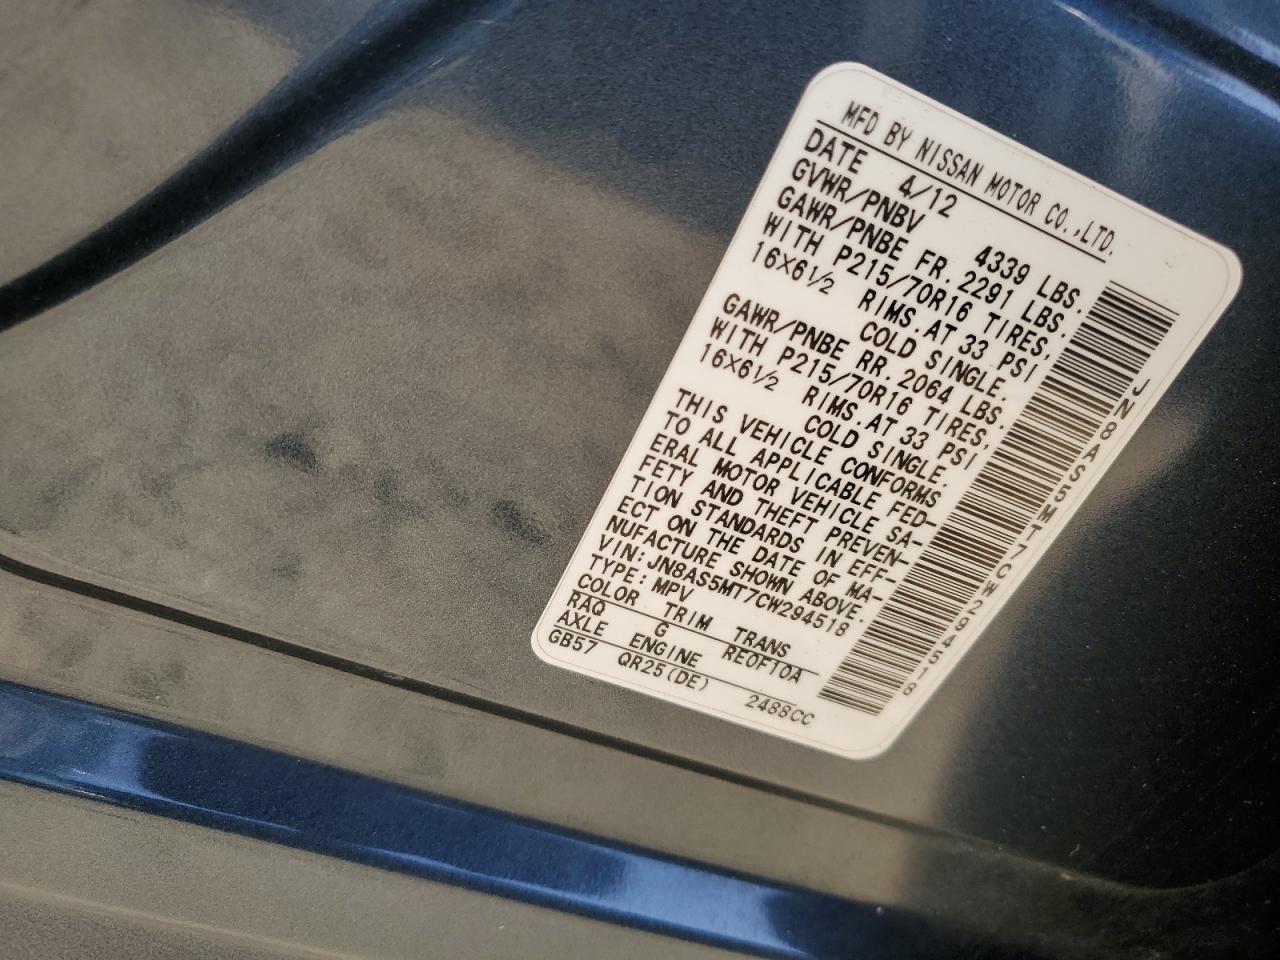 MFD BY NISSAN MOTOR CO.,LTD.
DATE 4/12
GVWR/PNBV 4339 LBS.
GAWR/PNBE FR. 2291 LBS.
WITH P215/70R16 TIRES,
16X6½ RIMS. AT 33 PSI
COLD SINGLE.
GAWR/PNBE RR. 2064 LBS.
WITH P215/70R16 TIRES,
16X6½ RIMS. AT 33 PSI
COLD SINGLE.
THIS VEHICLE CONFORMS
TO ALL APPLICABLE FED-
ERAL MOTOR VEHICLE SA-
FETY AND THEFT PREVEN-
TION STANDARDS IN EFF-
ECT ON THE DATE OF MA-
NUFACTURE SHOWN ABOVE.
VIN: JN8AS5MT7CW294518
TYPE: MPV
COLOR TRIM TRANS
RAQ G RE0F10A
AXLE ENGINE
GB57 QR25(DE) 2488CC
JN8AS5MT7CW294518